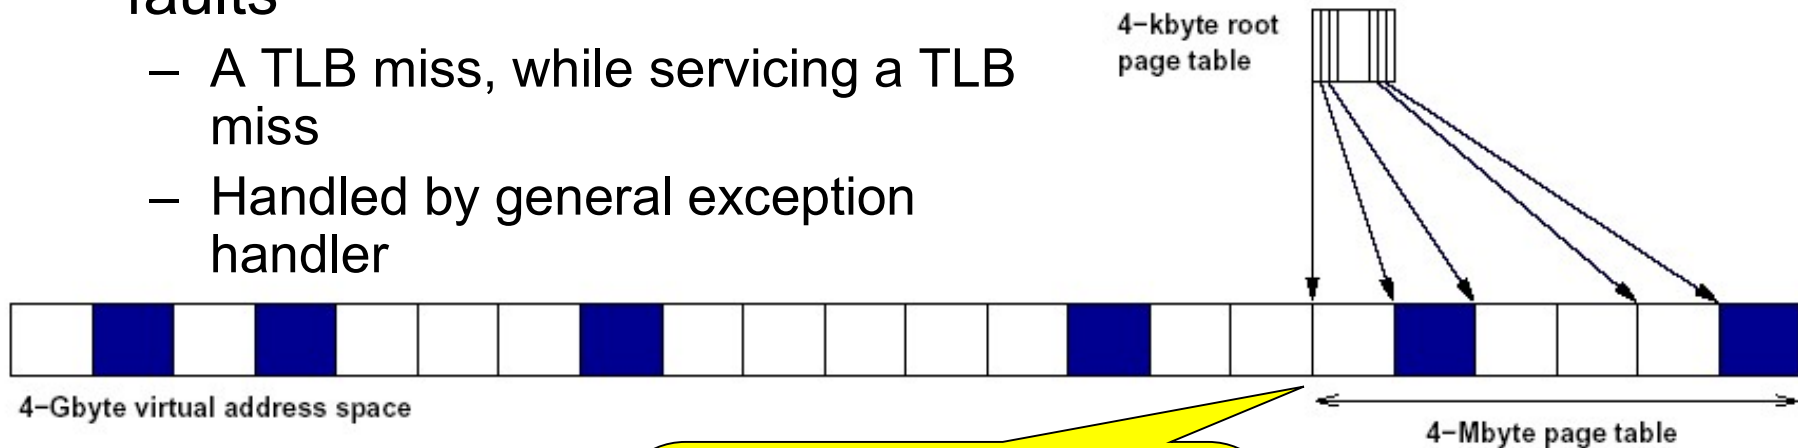 faults
– A TLB miss, while servicing a TLB
miss
– Handled by general exception
handler
4-kbyte root
page table
4-Gbyte virtual address space
4-Mbyte page table